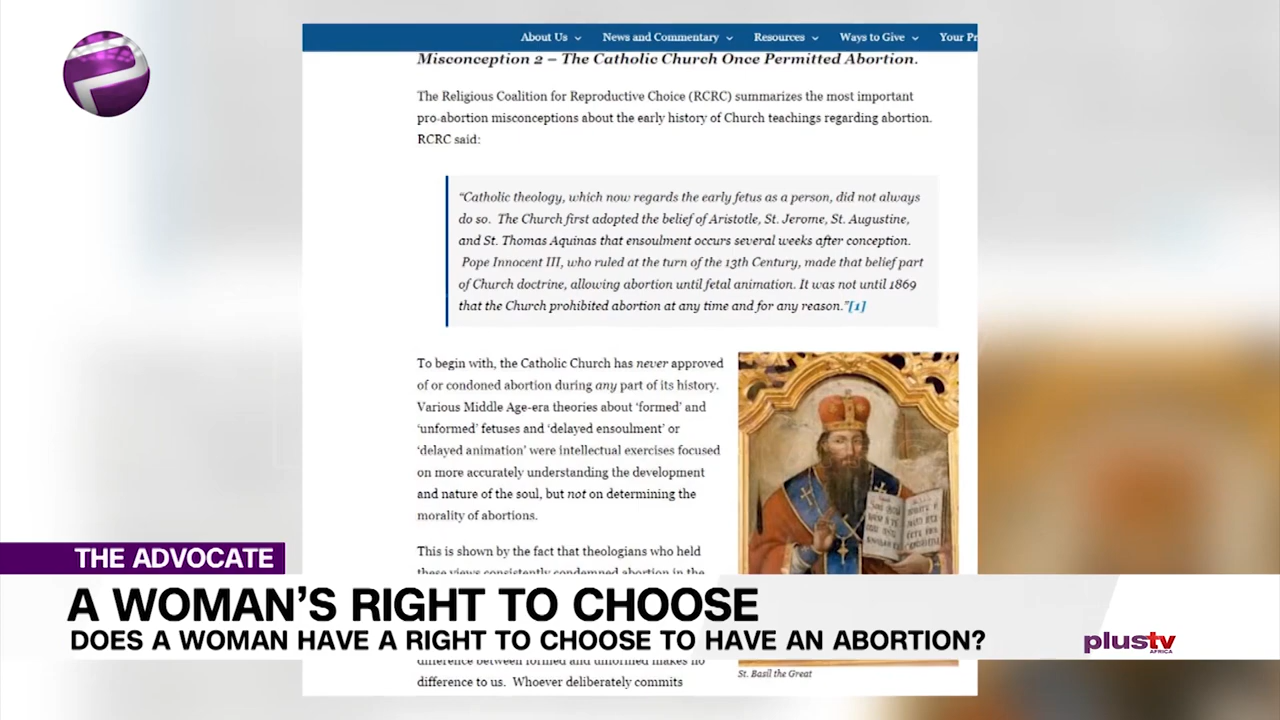 About Us News and Commentary Resources Ways to Give Your Pr
Misconception 2 – The Catholic Church Once Permitted Abortion.
The Religious Coalition for Reproductive Choice (RCRC) summarizes the most important
pro-abortion misconceptions about the early history of Church teachings regarding abortion.
RCRC said:
“Catholic theology, which now regards the early fetus as a person, did not always
do so. The Church first adopted the belief of Aristotle, St. Jerome, St. Augustine,
and St. Thomas Aquinas that ensoulment occurs several weeks after conception.
Pope Innocent III, who ruled at the turn of the 13th Century, made that belief part
of Church doctrine, allowing abortion until fetal animation. It was not until 1869
that the Church prohibited abortion at any time and for any reason.”[1]
To begin with, the Catholic Church has never approved
of or condoned abortion during any part of its history.
Various Middle Age-era theories about ‘formed’ and
‘unformed’ fetuses and ‘delayed ensoulment’ or
‘delayed animation’ were intellectual exercises focused
on more accurately understanding the development
and nature of the soul, but not on determining the
morality of abortions.
This is shown by the fact that theologians who held
these views consistently condemned abortion in the
THE ADVOCATE
A WOMAN’S RIGHT TO CHOOSE
DOES A WOMAN HAVE A RIGHT TO CHOOSE TO HAVE AN ABORTION?
plustv
AFRICA
difference between formed and unformed makes no
difference to us. Whoever deliberately commits
St. Basil the Great